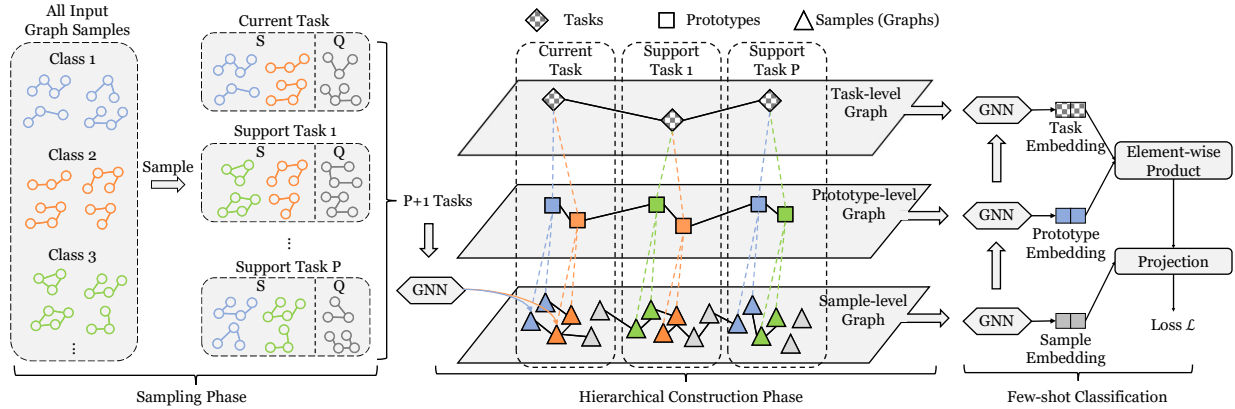 All Input
Graph Samples
Class 1
Class 2
Class 3
...
Sampling Phase
Sample
Current Task
S
Q
Support Task 1
S
Q
...
Support Task P
S
Q
P+1 Tasks
GNN
Tasks
Prototypes
Samples (Graphs)
Current
Task
Support
Task 1
Support
Task P
Task-level
Graph
Prototype-level
Graph
Sample-level
Graph
Hierarchical Construction Phase
GNN
Task
Embedding
GNN
Prototype
Embedding
GNN
Sample
Embedding
Element-wise
Product
Projection
Loss ℒ
Few-shot Classification